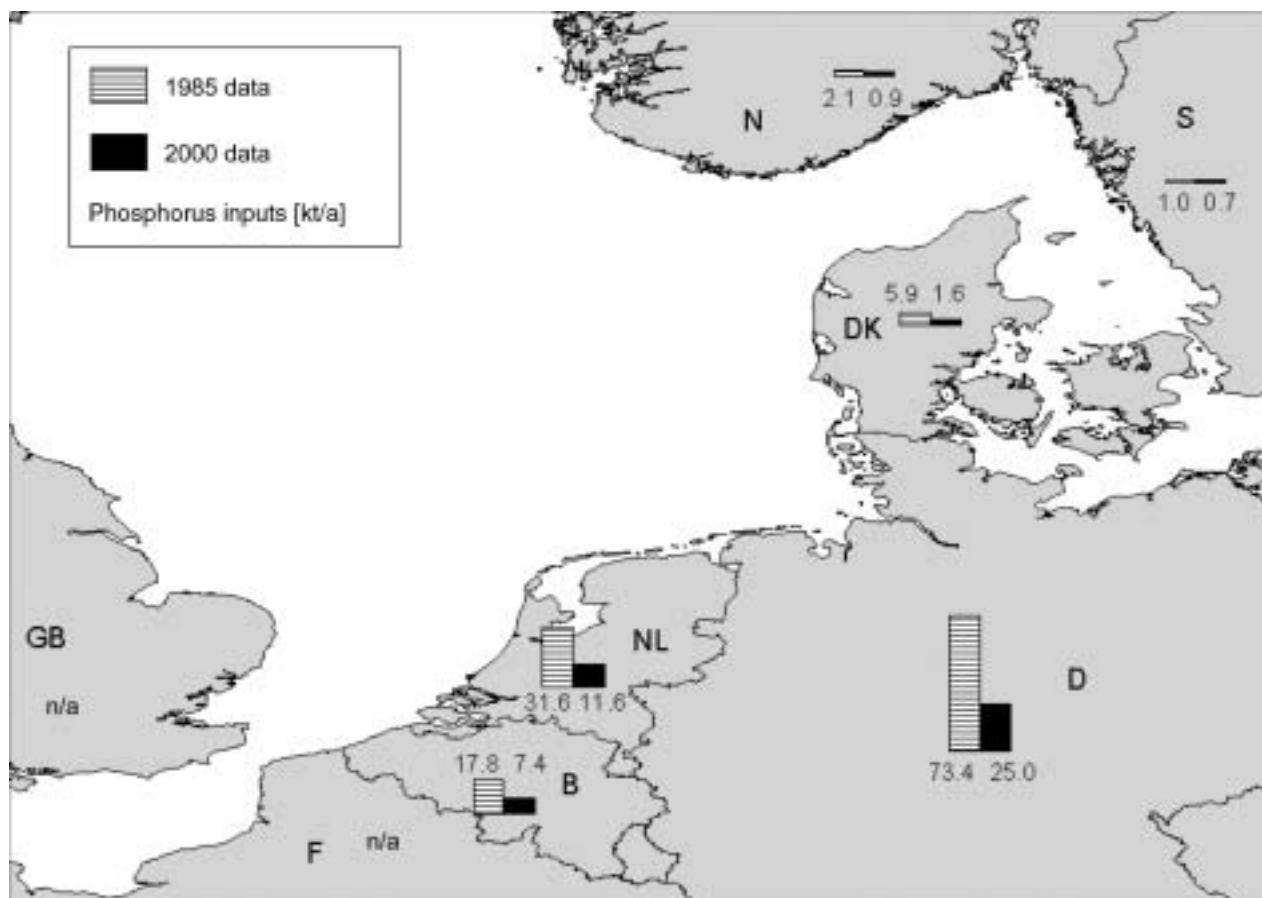 1985 data
2000 data
Phosphorus inputs [kt/a]
2.1 0.9
N
S
1.0 0.7
5.9 1.6
DK
GB
n/a
NL
31.6 11.6
D
73.4 25.0
17.8 7.4
B
F
n/a